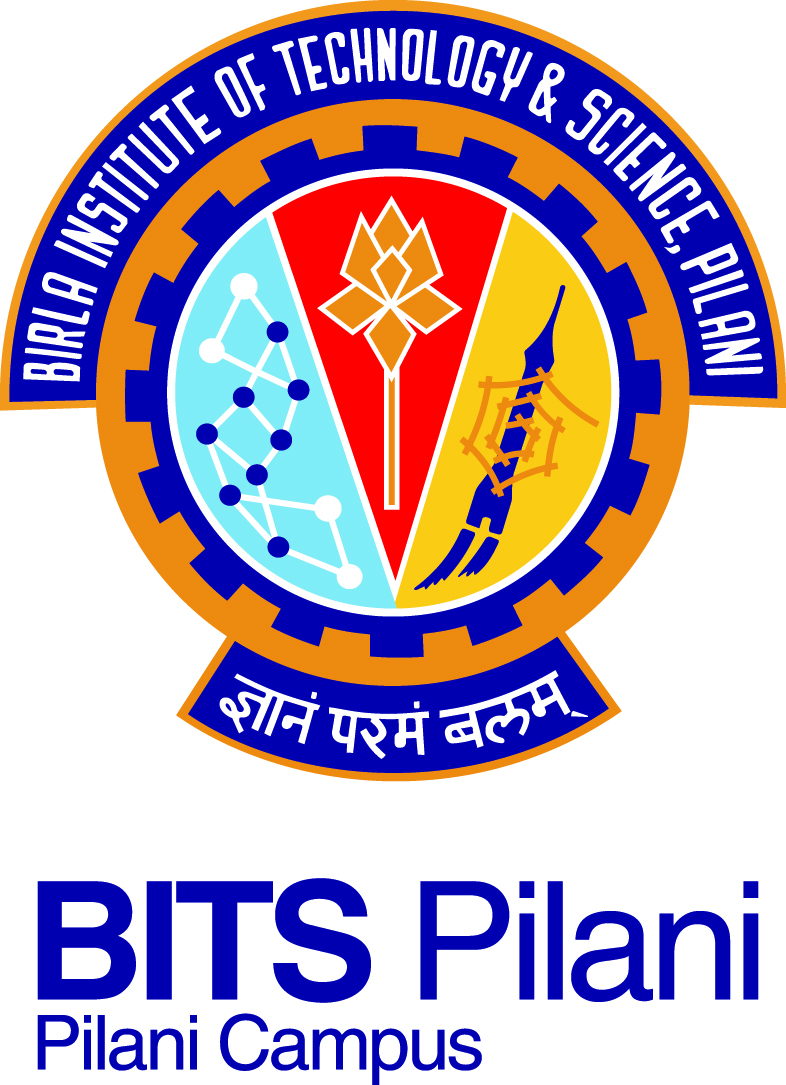 BIRLA INSTITUTE OF TECHNOLOGY & SCIENCE, PILANI
ज्ञानं परमं बलम्
BITS Pilani
Pilani Campus